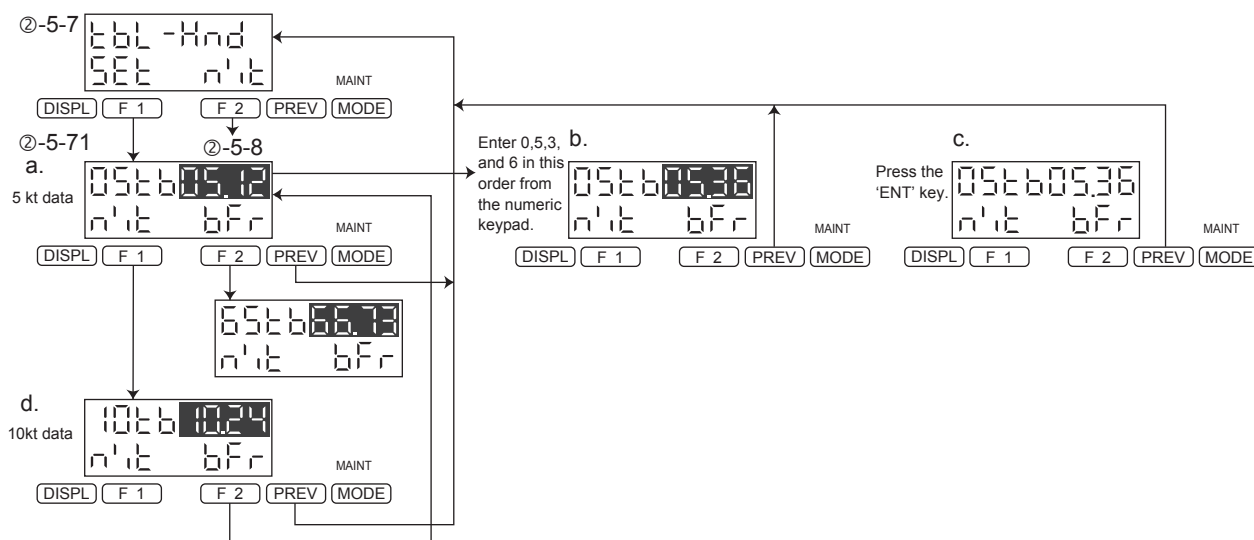 ②-5-7
tbL -Hnd
SEt n'it
MAINT
DISPL F 1 F 2 PREV MODE
②-5-71
②-5-8
a.
5 kt data
05tb05.12
n'it bFr
MAINT
DISPL F 1 F 2 PREV MODE
65tb66.73
n'it bFr
d.
10kt data
10tb10.24
n'it bFr
MAINT
DISPL F 1 F 2 PREV MODE
b.
Enter 0,5,3,
and 6 in this
order from
the numeric
keypad.
05tb05.36
n'it bFr
MAINT
DISPL F 1 F 2 PREV MODE
c.
Press the
‘ENT’ key.
05tb05.36
n'it bFr
MAINT
DISPL F 1 F 2 PREV MODE